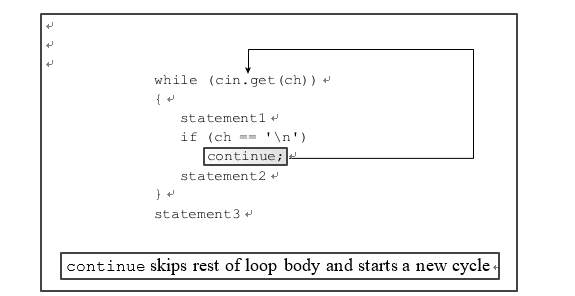 while (cin.get(ch))
{
statement1
if (ch == '\n')
continue;
statement2
}
statement3
continue skips rest of loop body and starts a new cycle